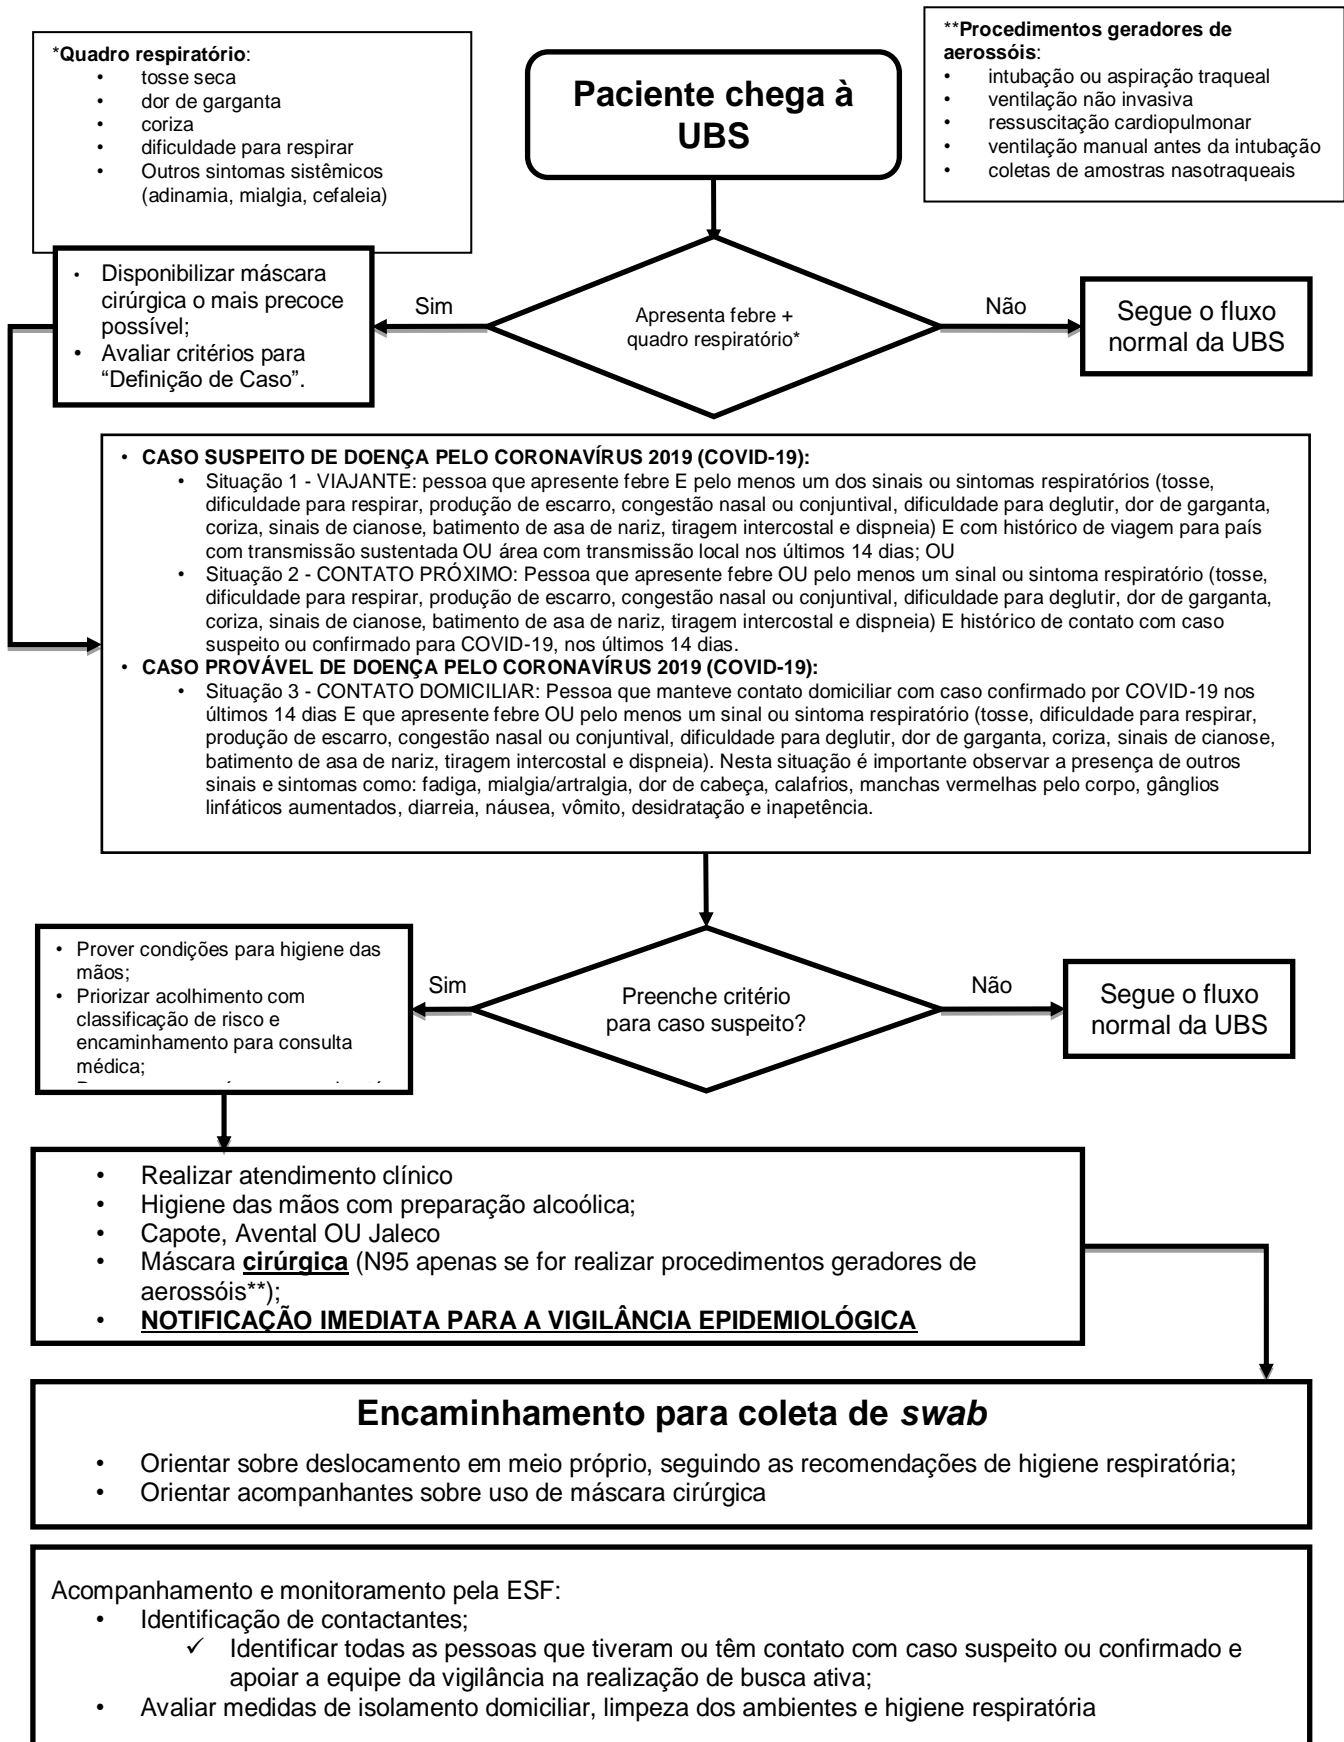 *Quadro respiratório:
• tosse seca
• dor de garganta
• coriza
• dificuldade para respirar
• Outros sintomas sistêmicos
(adinamia, mialgia, cefaleia)
Paciente chega à
UBS
**Procedimentos geradores de
aerossóis:
• intubação ou aspiração traqueal
• ventilação não invasiva
• ressuscitação cardiopulmonar
• ventilação manual antes da intubação
• coletas de amostras nasotraqueais
• Disponibilizar máscara
cirúrgica o mais precoce
possível;
• Avaliar critérios para
“Definição de Caso”.
Sim
Apresenta febre +
quadro respiratório*
Não
Segue o fluxo
normal da UBS
• CASO SUSPEITO DE DOENÇA PELO CORONAVÍRUS 2019 (COVID-19):
• Situação 1 - VIAJANTE: pessoa que apresente febre E pelo menos um dos sinais ou sintomas respiratórios (tosse,
dificuldade para respirar, produção de escarro, congestão nasal ou conjuntival, dificuldade para deglutir, dor de garganta,
coriza, sinais de cianose, batimento de asa de nariz, tiragem intercostal e dispneia) E com histórico de viagem para país
com transmissão sustentada OU área com transmissão local nos últimos 14 dias; OU
• Situação 2 - CONTATO PRÓXIMO: Pessoa que apresente febre OU pelo menos um sinal ou sintoma respiratório (tosse,
dificuldade para respirar, produção de escarro, congestão nasal ou conjuntival, dificuldade para deglutir, dor de garganta,
coriza, sinais de cianose, batimento de asa de nariz, tiragem intercostal e dispneia) E histórico de contato com caso
suspeito ou confirmado para COVID-19, nos últimos 14 dias.
• CASO PROVÁVEL DE DOENÇA PELO CORONAVÍRUS 2019 (COVID-19):
• Situação 3 - CONTATO DOMICILIAR: Pessoa que manteve contato domiciliar com caso confirmado por COVID-19 nos
últimos 14 dias E que apresente febre OU pelo menos um sinal ou sintoma respiratório (tosse, dificuldade para respirar,
produção de escarro, congestão nasal ou conjuntival, dificuldade para deglutir, dor de garganta, coriza, sinais de cianose,
batimento de asa de nariz, tiragem intercostal e dispneia). Nesta situação é importante observar a presença de outros
sinais e sintomas como: fadiga, mialgia/artralgia, dor de cabeça, calafrios, manchas vermelhas pelo corpo, gânglios
linfáticos aumentados, diarreia, náusea, vômito, desidratação e inapetência.
• Prover condições para higiene das
mãos;
• Priorizar acolhimento com
classificação de risco e
encaminhamento para consulta
médica;
Sim
Preenche critério
para caso suspeito?
Não
Segue o fluxo
normal da UBS
• Realizar atendimento clínico
• Higiene das mãos com preparação alcoólica;
• Capote, Avental OU Jaleco
• Máscara cirúrgica (N95 apenas se for realizar procedimentos geradores de
aerossóis**);
• NOTIFICAÇÃO IMEDIATA PARA A VIGILÂNCIA EPIDEMIOLÓGICA
Encaminhamento para coleta de swab
• Orientar sobre deslocamento em meio próprio, seguindo as recomendações de higiene respiratória;
• Orientar acompanhantes sobre uso de máscara cirúrgica
Acompanhamento e monitoramento pela ESF:
• Identificação de contactantes;
✓ Identificar todas as pessoas que tiveram ou têm contato com caso suspeito ou confirmado e
apoiar a equipe da vigilância na realização de busca ativa;
• Avaliar medidas de isolamento domiciliar, limpeza dos ambientes e higiene respiratória